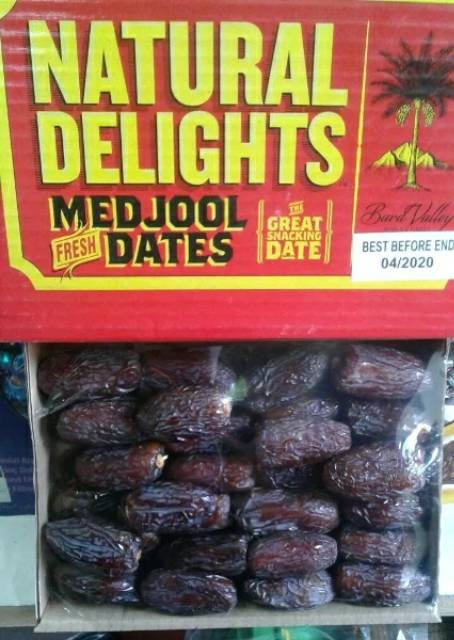 NATURAL
DELIGHTS
MEDJOOL
FRESH DATES
THE
GREAT
SNACKING
DATE
Bard Valley
BEST BEFORE END
04/2020